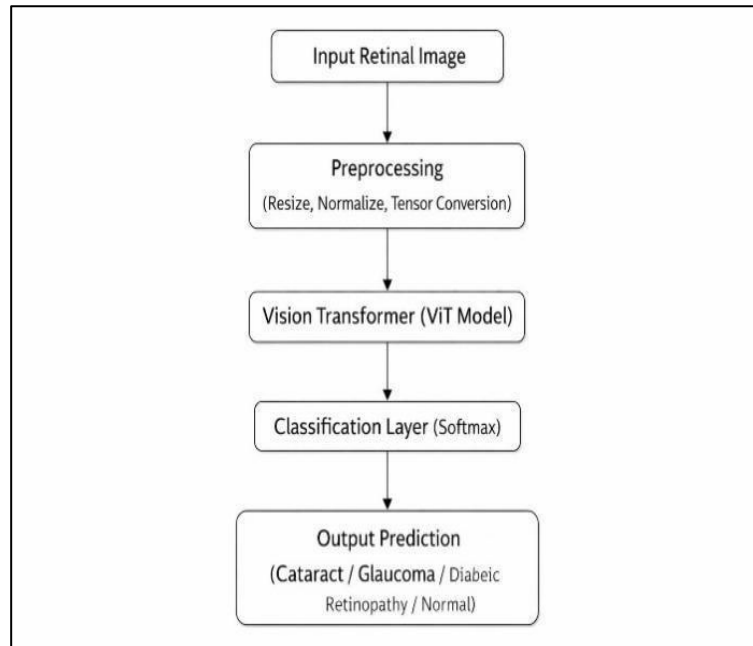 Input Retinal Image
Preprocessing
(Resize, Normalize, Tensor Conversion)
Vision Transformer (ViT Model)
Classification Layer (Softmax)
Output Prediction
(Cataract / Glaucoma / Diabeic
Retinopathy / Normal)